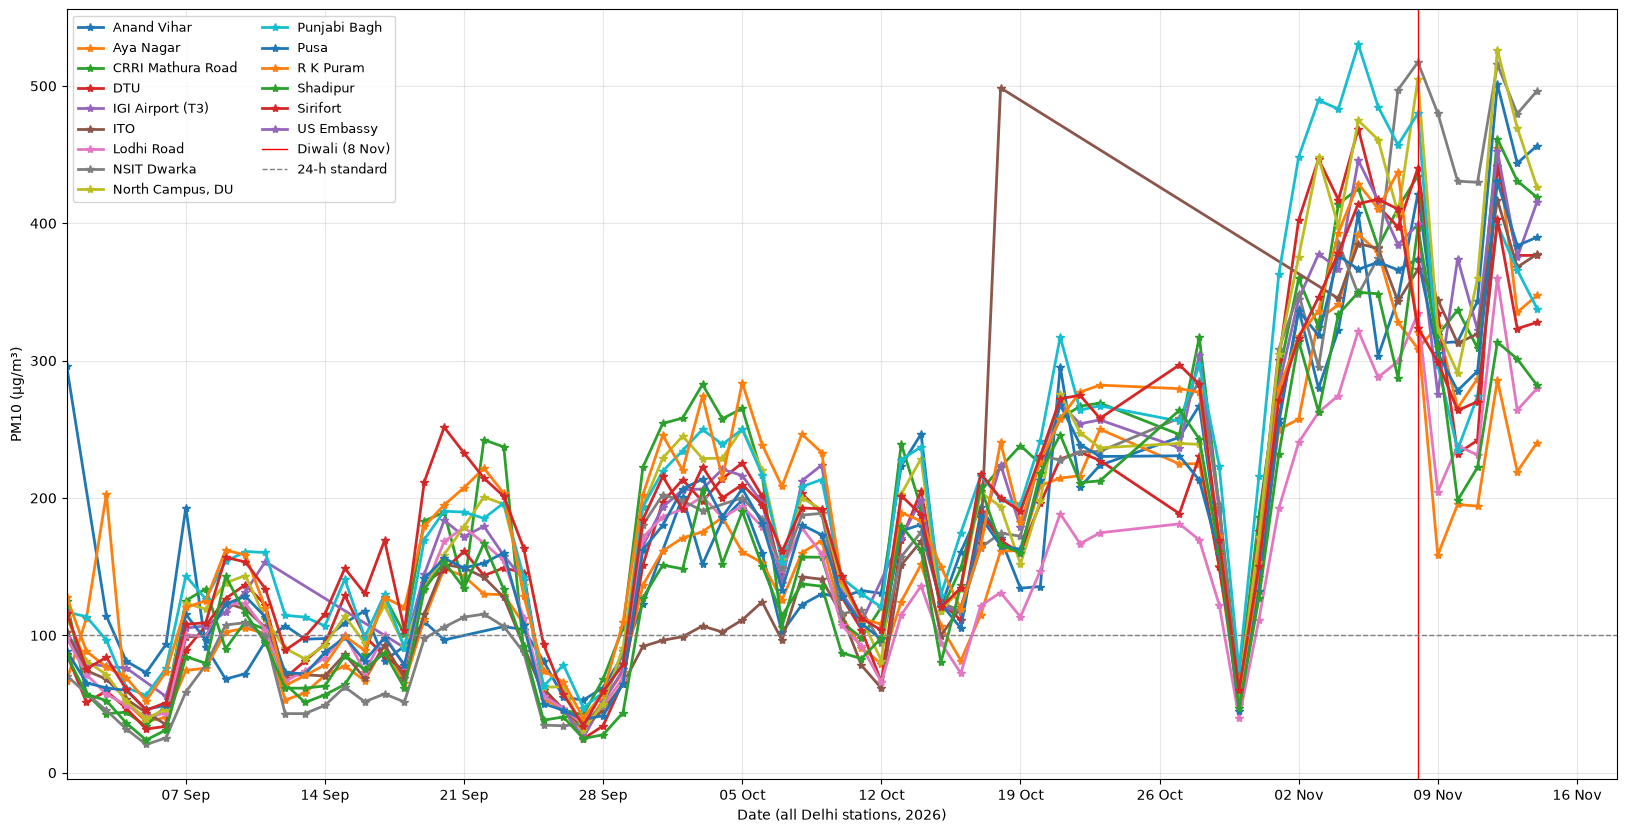 Anand Vihar
Aya Nagar
CRRI Mathura Road
DTU
IGI Airport (T3)
ITO
Lodhi Road
NSIT Dwarka
North Campus, DU
Punjabi Bagh
Pusa
R K Puram
Shadipur
Sirifort
US Embassy
Diwali (8 Nov)
24-h standard
PM10 (µg/m³)
500
400
300
200
100
0
07 Sep
14 Sep
21 Sep
28 Sep
05 Oct
12 Oct
19 Oct
26 Oct
02 Nov
09 Nov
16 Nov
Date (all Delhi stations, 2026)